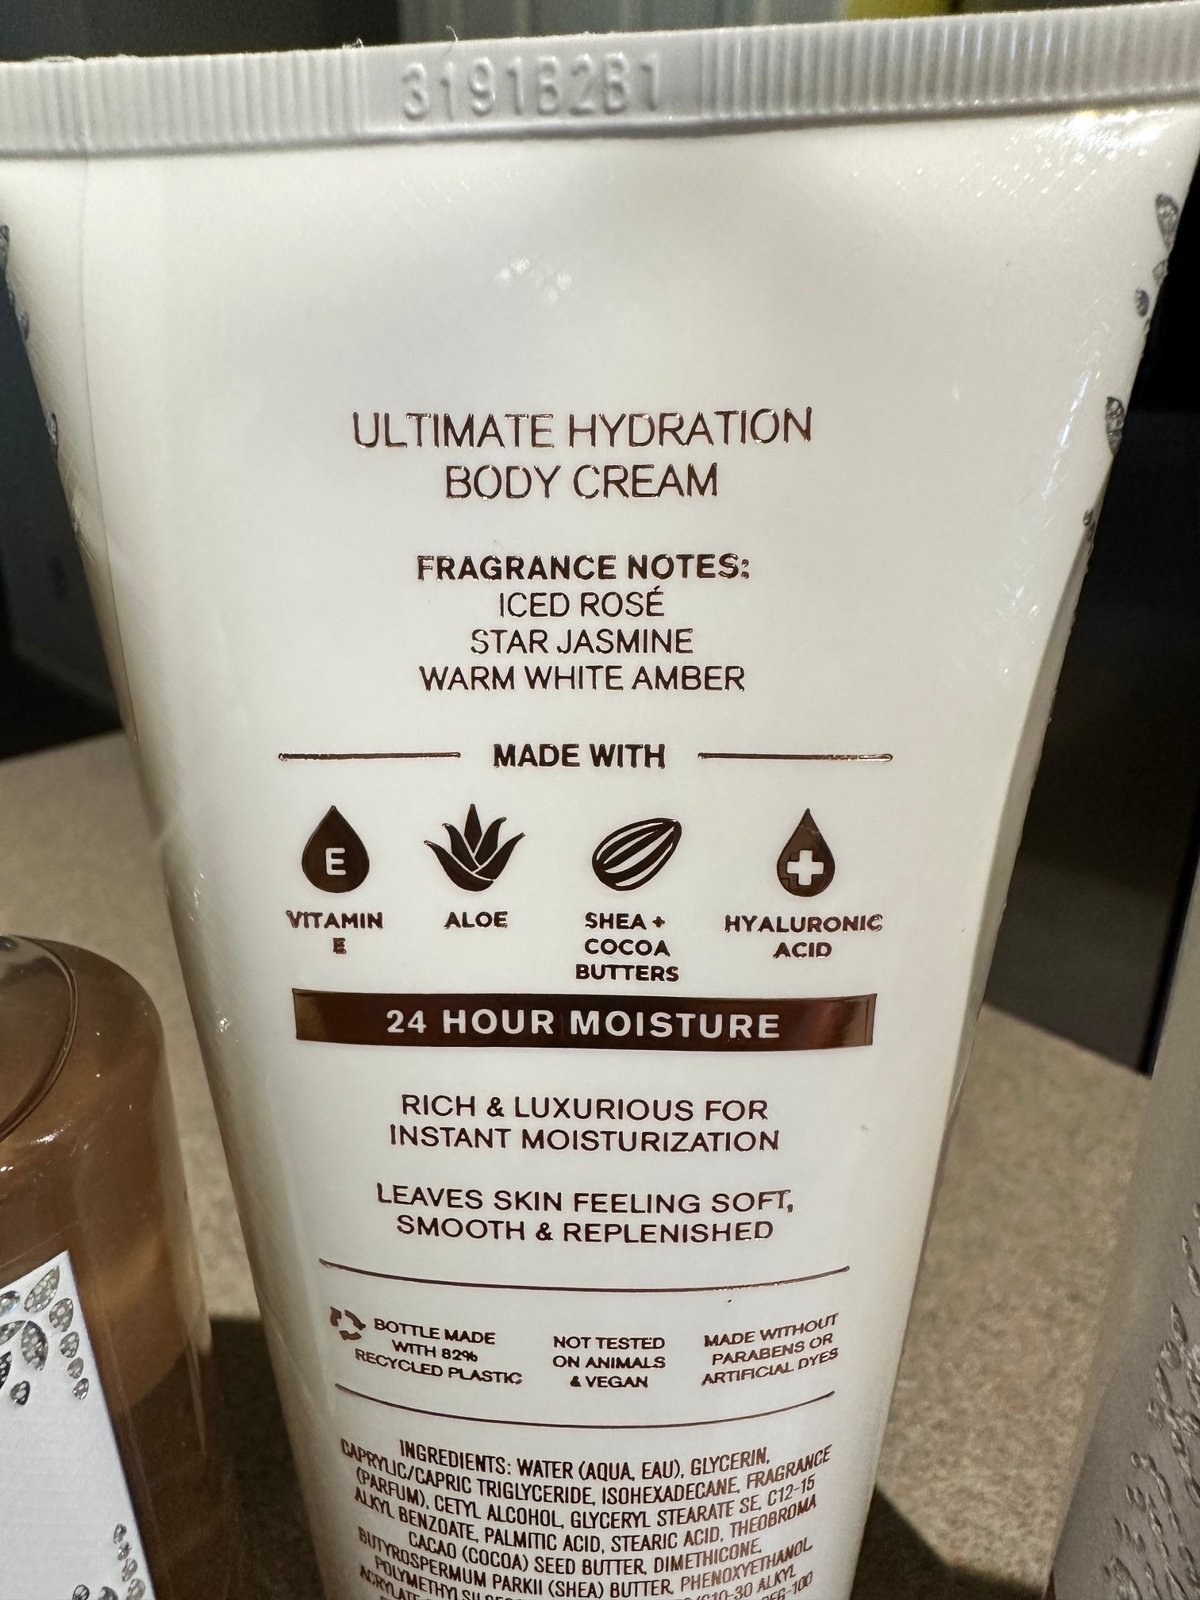 3191B2B1
ULTIMATE HYDRATION
BODY CREAM
FRAGRANCE NOTES:
ICED ROSÉ
STAR JASMINE
WARM WHITE AMBER
MADE WITH
E
VITAMIN
E
ALOE
SHEA +
COCOA
BUTTERS
HYALURONIC
ACID
24 HOUR MOISTURE
RICH & LUXURIOUS FOR
INSTANT MOISTURIZATION
LEAVES SKIN FEELING SOFT,
SMOOTH & REPLENISHED
BOTTLE MADE
WITH 82%
RECYCLED PLASTIC
NOT TESTED
ON ANIMALS
& VEGAN
MADE WITHOUT
PARABENS OR
ARTIFICIAL DYES
INGREDIENTS: WATER (AQUA, EAU), GLYCERIN,
CAPRYLIC/CAPRIC TRIGLYCERIDE, ISOHEXADECANE, FRAGRANCE
(PARFUM), CETYL ALCOHOL, GLYCERYL STEARATE SE, C12-15
ALKYL BENZOATE, PALMITIC ACID, STEARIC ACID, THEOBROMA
CACAO (COCOA) SEED BUTTER, DIMETHICONE,
BUTYROSPERMUM PARKII (SHEA) BUTTER, PHENOXYETHANOL,
C10-30 ALKYL
ACRYLATE